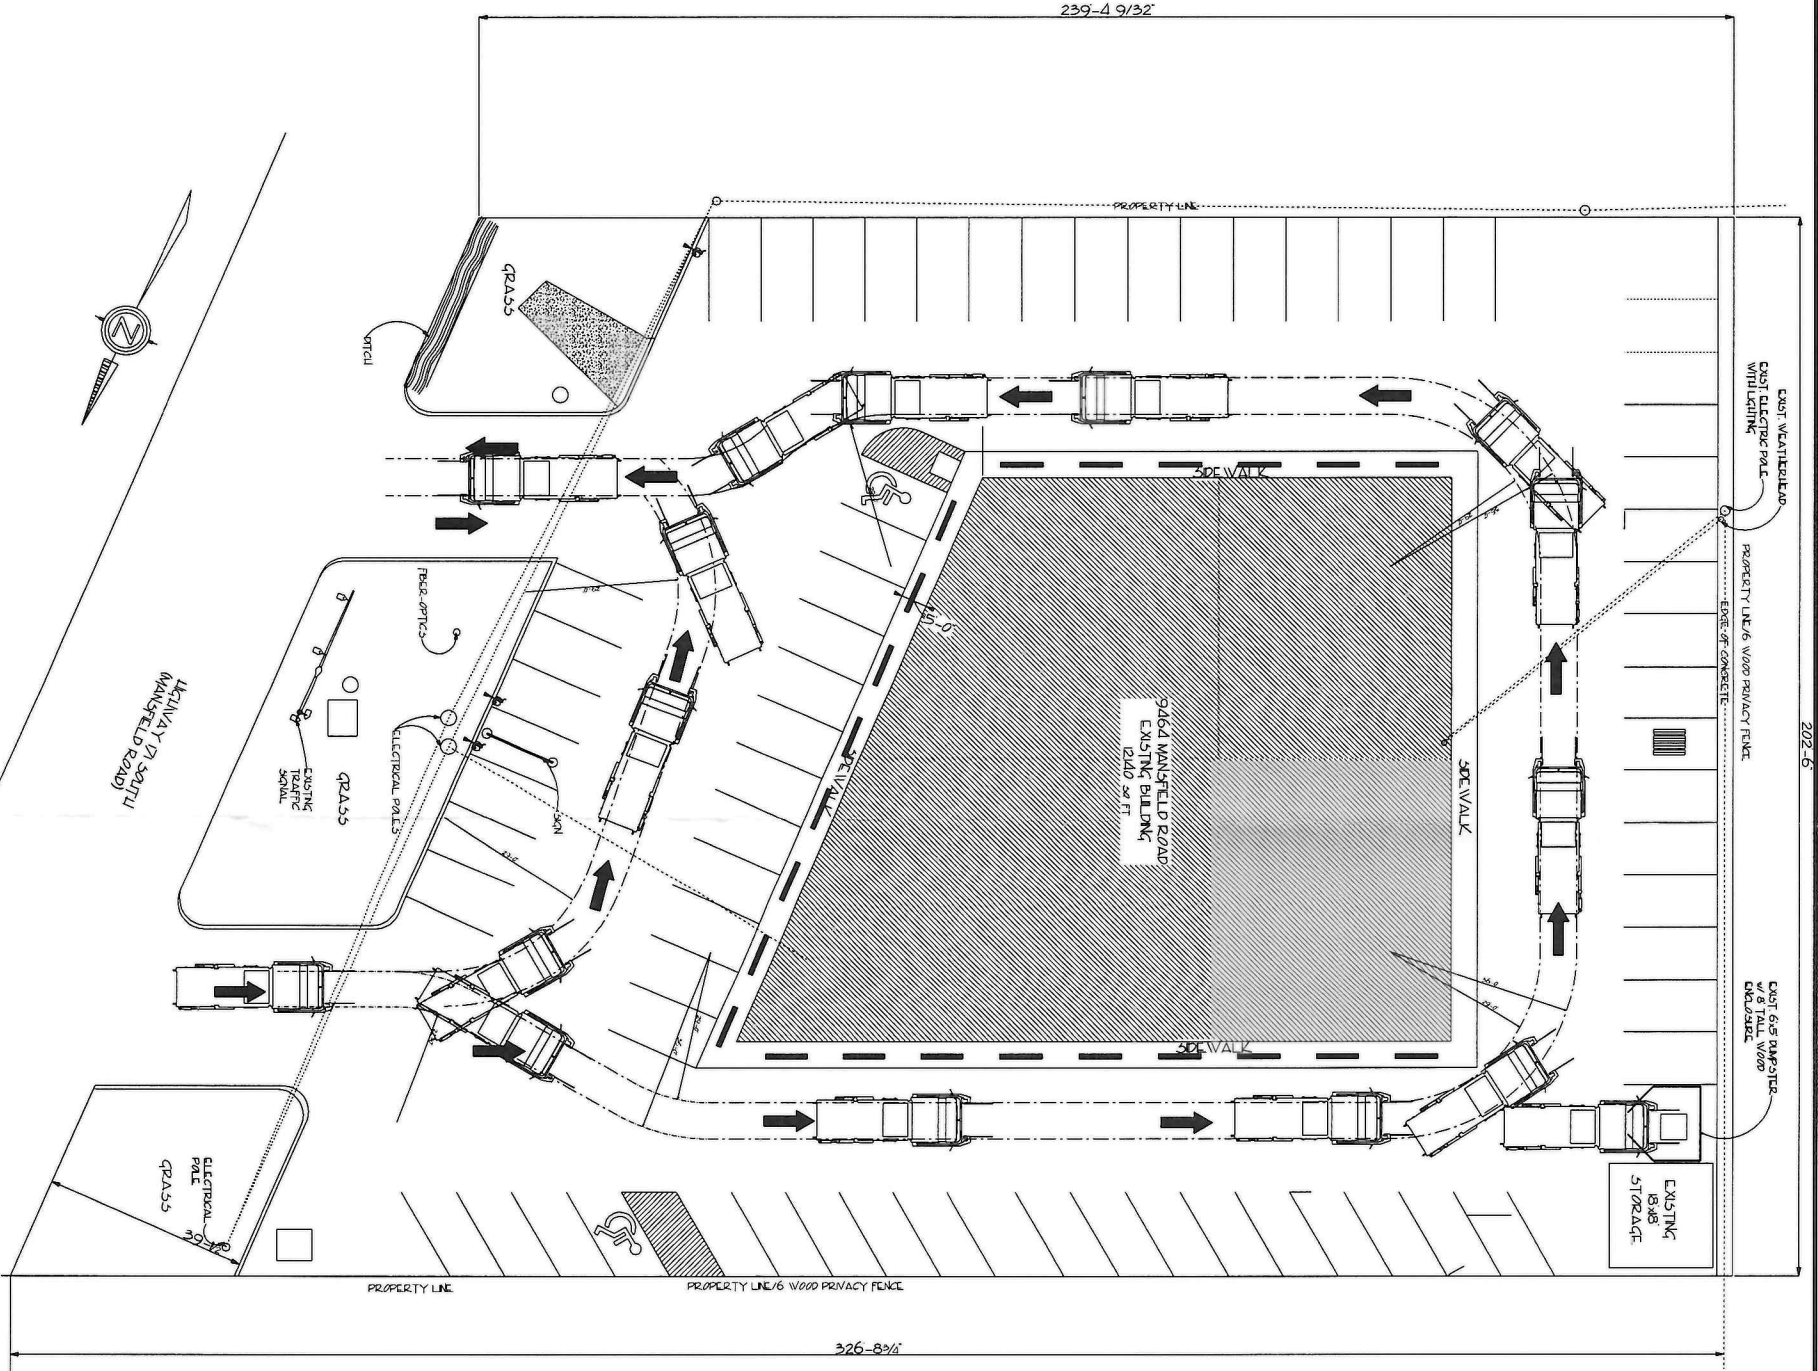 239'-4 9/32"
PROPERTY LINE
GRASS
DITCH
N
EXIST. WEATHERHEAD
EXIST. ELECTRIC POLE
WITH LIGHTING
SIDEWALK
PROPERTY LINE/6' WOOD PRIVACY FENCE
EDGE OF CONCRETE
202'-6"
FIBER-OPTICS
5'-0"
HIGHWAY 171 SOUTH
(MANSFIELD ROAD)
EXISTING
TRAFFIC
SIGNAL
GRASS
ELECTRICAL POLES
SIGN
SIDEWALK
9464 MANSFIELD ROAD
EXISTING BUILDING
12140 SQ FT
SIDEWALK
EXIST. 6'x5' DUMPSTER
w/ 8' TALL WOOD
ENCLOSURE
SIDEWALK
GRASS
ELECTRICAL
POLE
EXISTING
18'x18'
STORAGE
PROPERTY LINE
PROPERTY LINE/6' WOOD PRIVACY FENCE
326'-8 3/4"